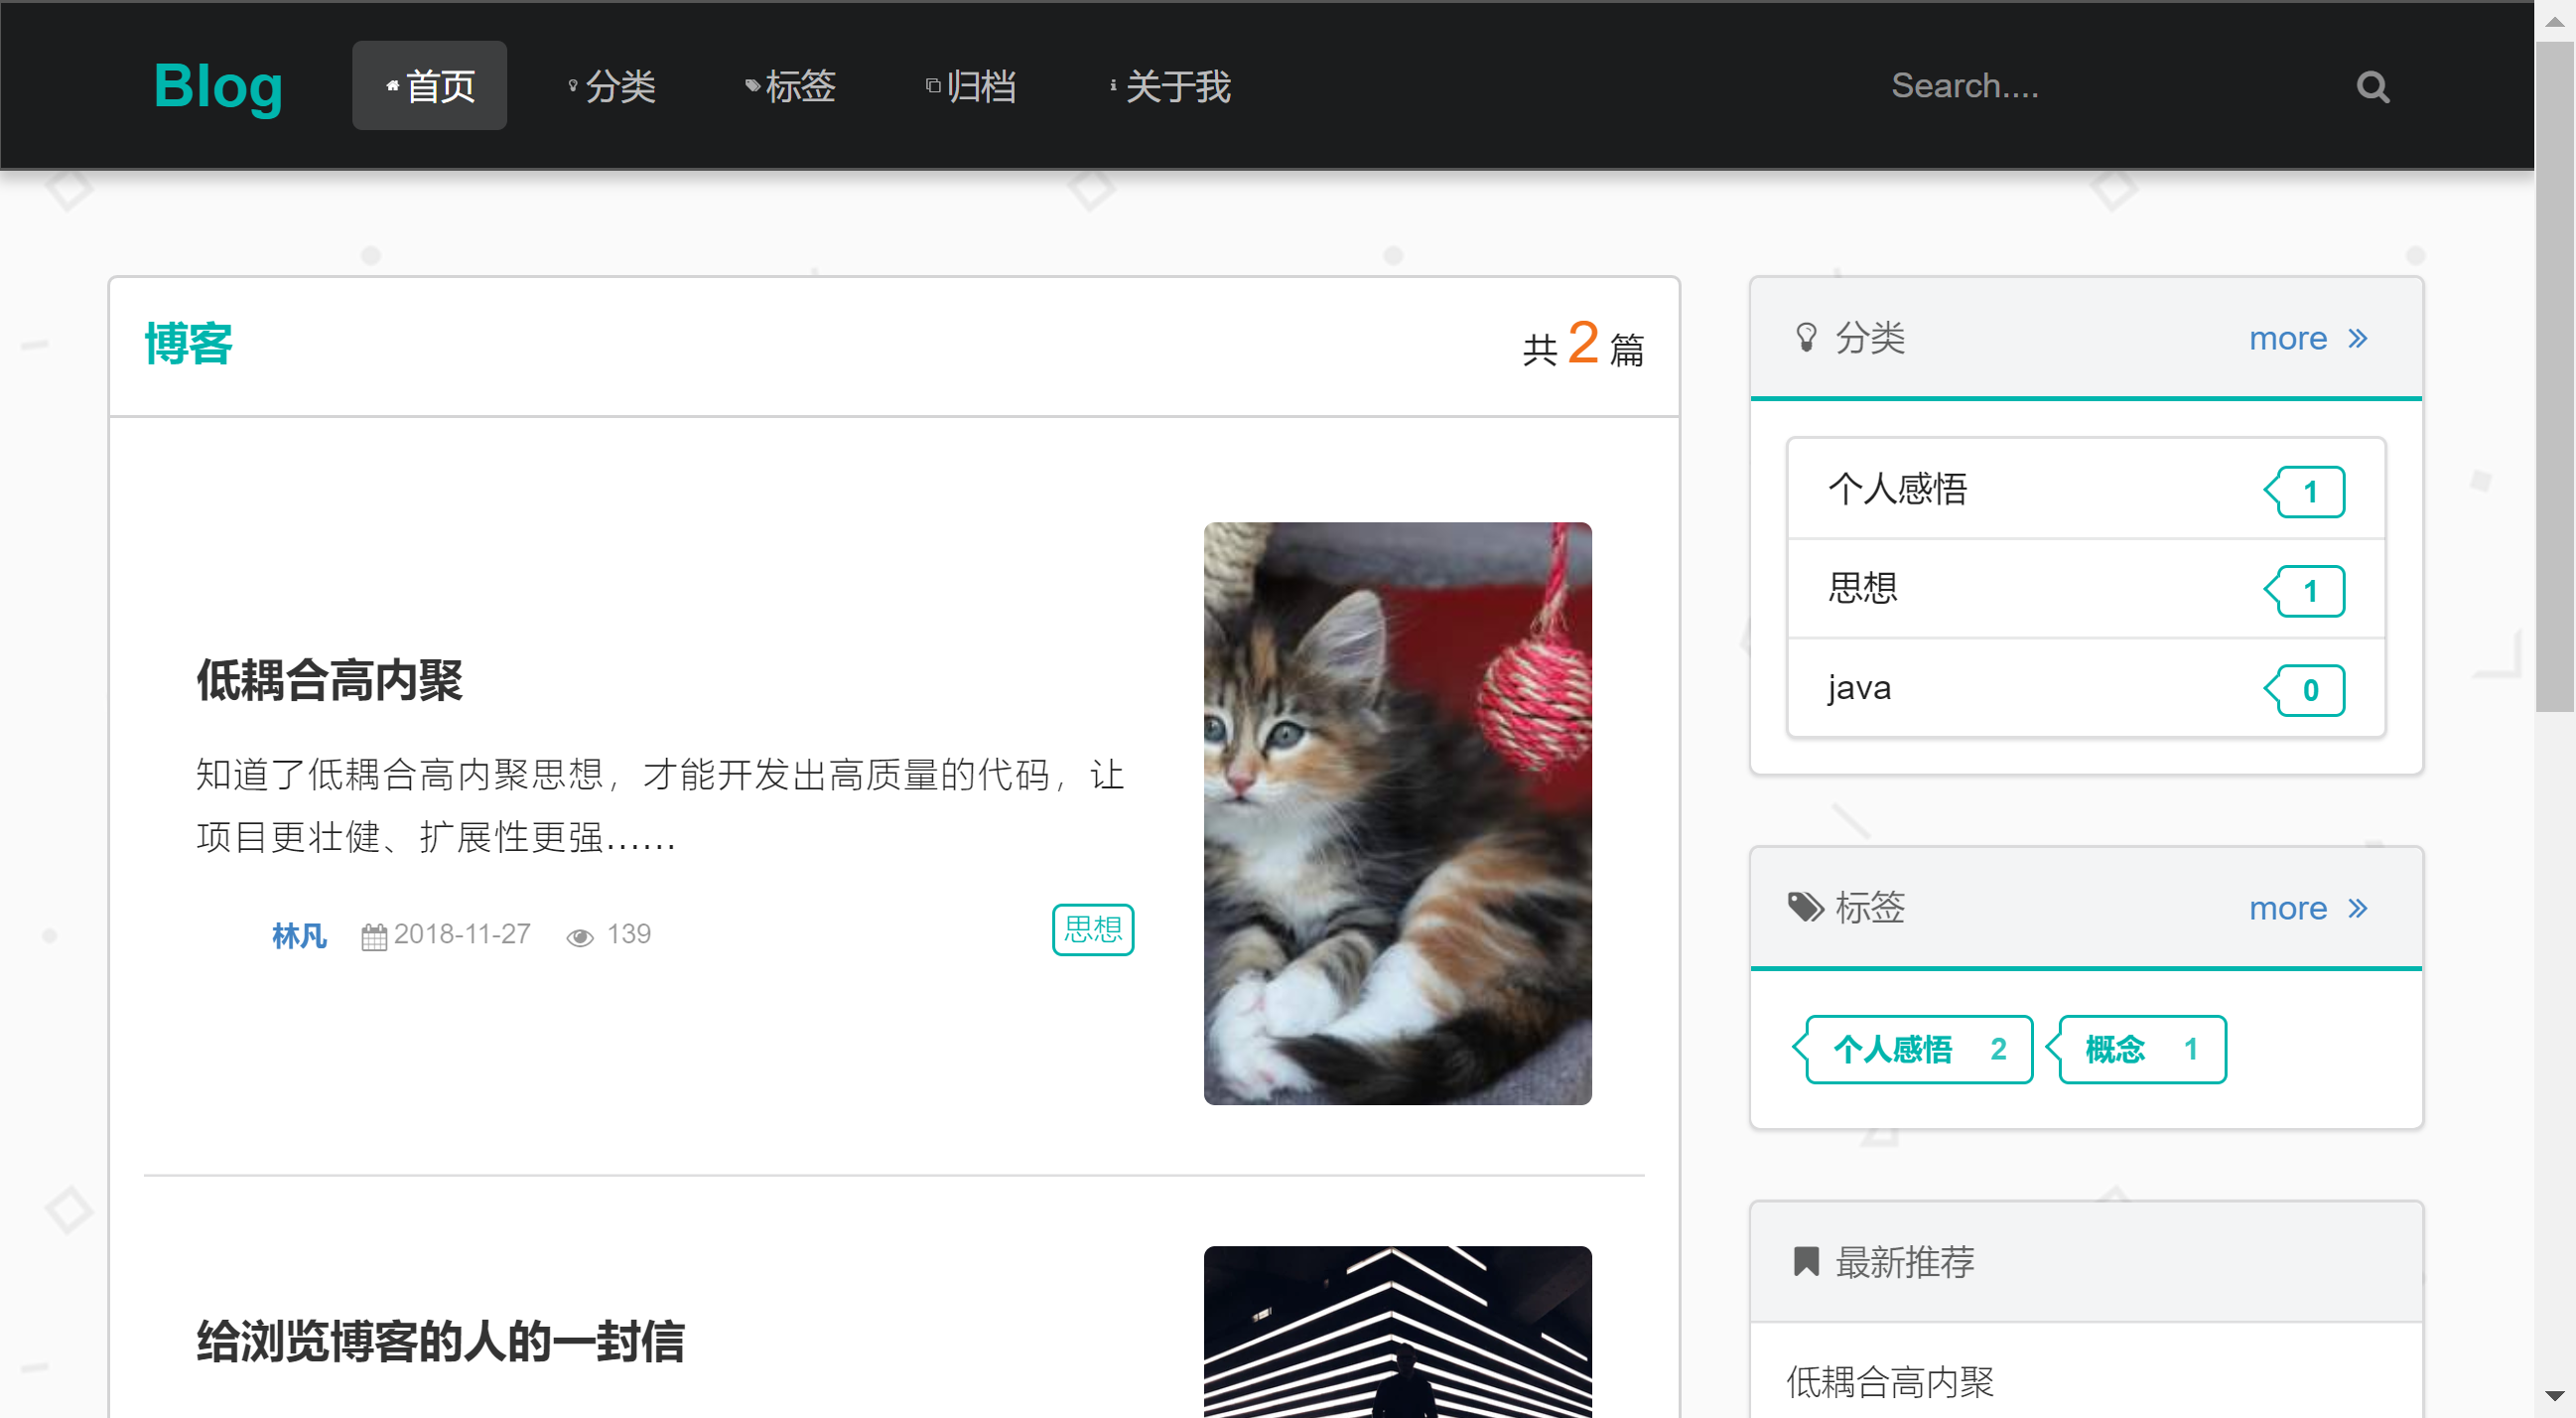 Blog 首页 分类 标签 归档 关于我 Search....
博客 共 2 篇
低耦合高内聚
知道了低耦合高内聚思想，才能开发出高质量的代码，让
项目更壮健、扩展性更强......
林凡 2018-11-27 139 思想
给浏览博客的人的一封信
分类 more
个人感悟 1
思想 1
java 0
标签 more
个人感悟 2 概念 1
最新推荐
低耦合高内聚